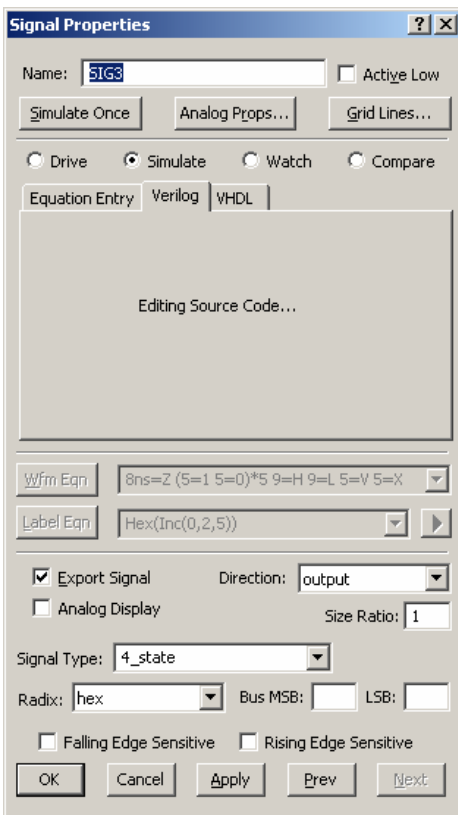 Signal Properties
Name: SIG3 Active Low
Simulate Once Analog Props... Grid Lines...
Drive Simulate Watch Compare
Equation Entry Verilog VHDL
Editing Source Code...
Wfm Eqn 8ns=Z (5=1 5=0)*5 9=H 9=L 5=V 5=X
Label Eqn Hex(Inc(0,2,5))
Export Signal Direction: output
Analog Display Size Ratio: 1
Signal Type: 4_state
Radix: hex Bus MSB: LSB:
Falling Edge Sensitive Rising Edge Sensitive
OK Cancel Apply Prev Next